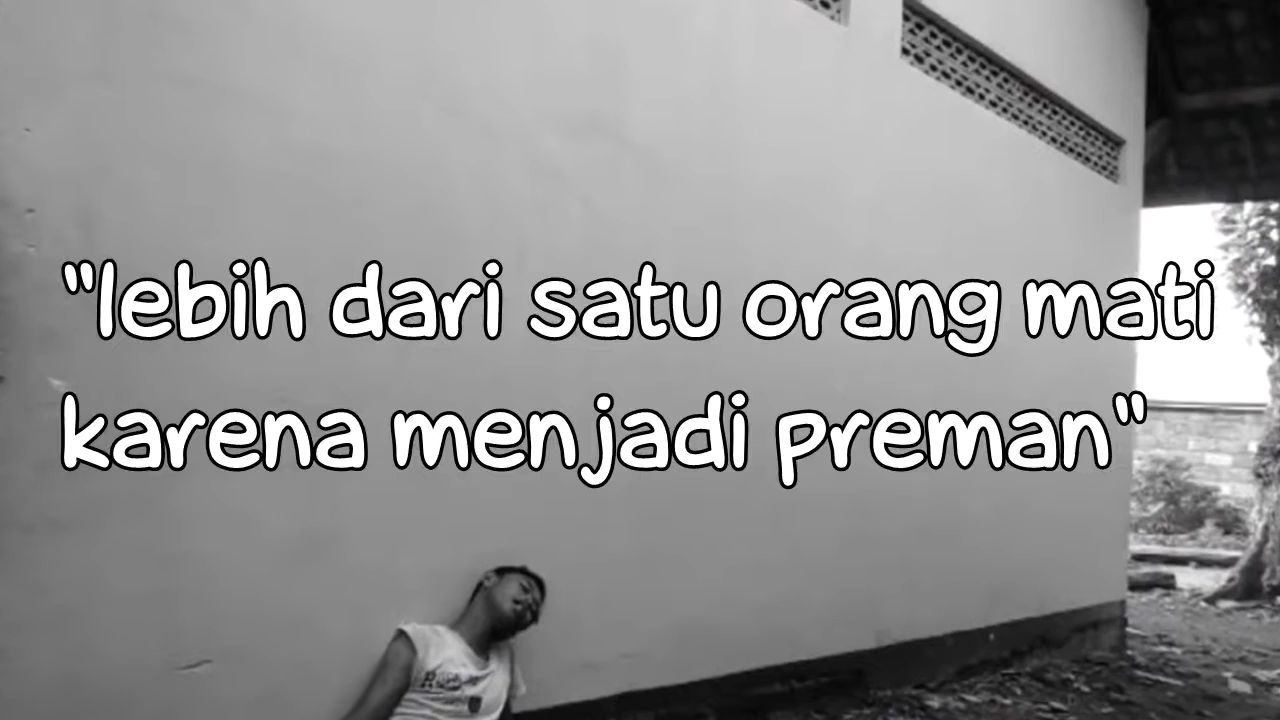 "lebih dari satu orang mati
karena menjadi preman"